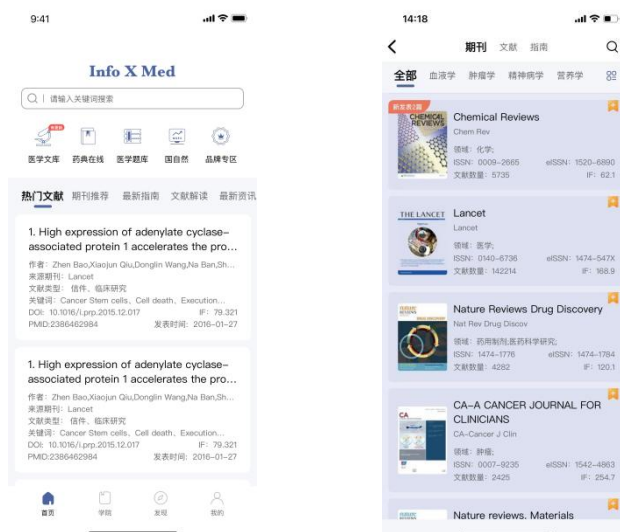 9:41
Info X Med
请输入关键词搜索
医学文库
药典在线
医学题库
国自然
品牌专区
热门文献
期刊推荐
最新指南
文献解读
最新资讯
1. High expression of adenylate cyclase-
associated protein 1 accelerates the pro...
作者: Zhen Bao,Xiaojun Qiu,Donglin Wang,Na Ban,Sh...
来源期刊: Lancet
文献类型: 信件、临床研究
关键词: Cancer Stem cells、Cell death、Execution...
DOI: 10.1016/i.prp.2015.12.017
IF: 79.321
PMID:2386462984
发表时间: 2016-01-27
1. High expression of adenylate cyclase-
associated protein 1 accelerates the pro...
作者: Zhen Bao,Xiaojun Qiu,Donglin Wang,Na Ban,Sh...
来源期刊: Lancet
文献类型: 信件、临床研究
关键词: Cancer Stem cells、Cell death、Execution...
DOI: 10.1016/i.prp.2015.12.017
IF: 79.321
PMID:2386462984
发表时间: 2016-01-27
首页
学院
发现
我的
14:18
期刊
文献
指南
全部
血液学
肿瘤学
精神病学
营养学
CHEMICAL
REVIEWS
Chemical Reviews
Chem Rev
领域: 化学;
ISSN: 0009-2665
eISSN: 1520-6890
文献数量: 5735
IF: 62.1
THE LANCET
Lancet
Lancet
领域: 医学;
ISSN: 0140-6736
eISSN: 1474-547X
文献数量: 142214
IF: 168.9
Nature Reviews Drug Discovery
Nat Rev Drug Discov
领域: 药用制剂;医药科学研究;
ISSN: 1474-1776
eISSN: 1474-1784
文献数量: 4282
IF: 120.1
CA
CA-A CANCER JOURNAL FOR
CLINICIANS
CA-Cancer J Clin
领域: 肿瘤;
ISSN: 0007-9235
eISSN: 1542-4863
文献数量: 2425
IF: 254.7
Nature reviews. Materials